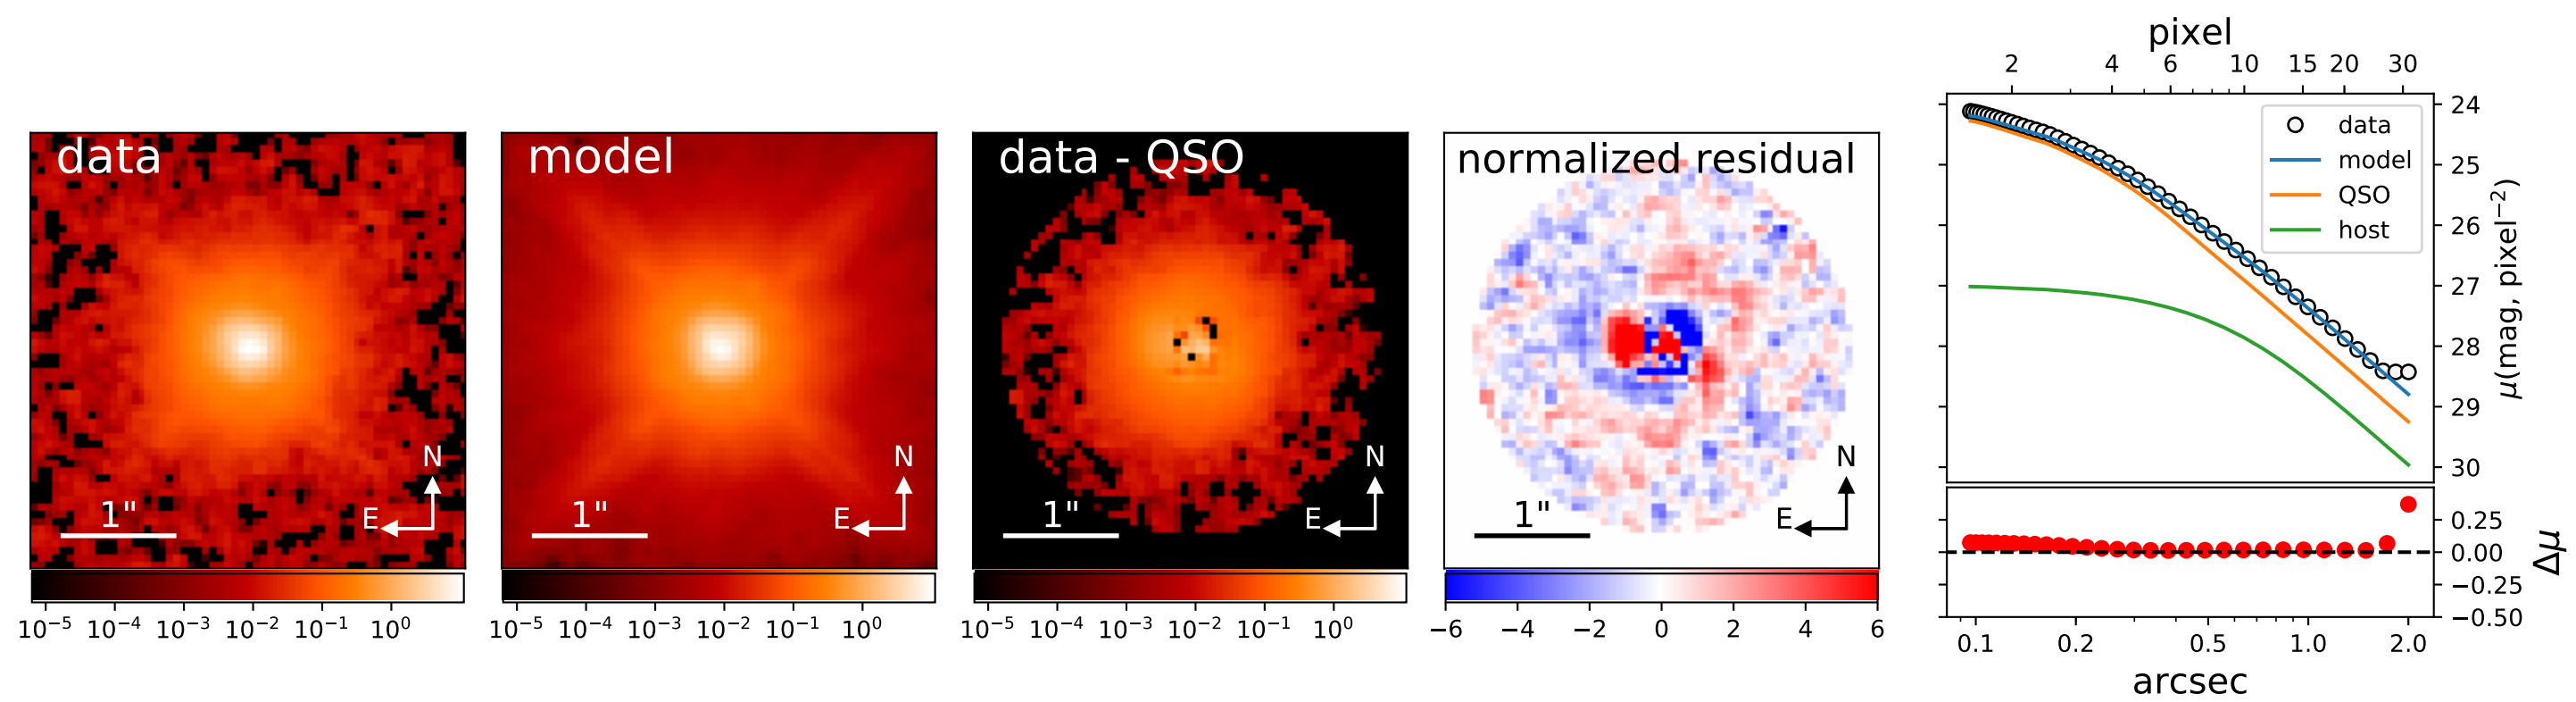 data
N
E
1"
10⁻⁵ 10⁻⁴ 10⁻³ 10⁻² 10⁻¹ 10⁰
model
N
E
1"
10⁻⁵ 10⁻⁴ 10⁻³ 10⁻² 10⁻¹ 10⁰
data - QSO
N
E
1"
10⁻⁵ 10⁻⁴ 10⁻³ 10⁻² 10⁻¹ 10⁰
normalized residual
N
E
1"
−6 −4 −2 0 2 4 6
pixel
2 4 6 10 15 20 30
data
model
QSO
host
24
25
26
27
28
29
30
μ(mag, pixel⁻²)
0.25
0.00
−0.25
−0.50
Δμ
0.1 0.2 0.5 1.0 2.0
arcsec